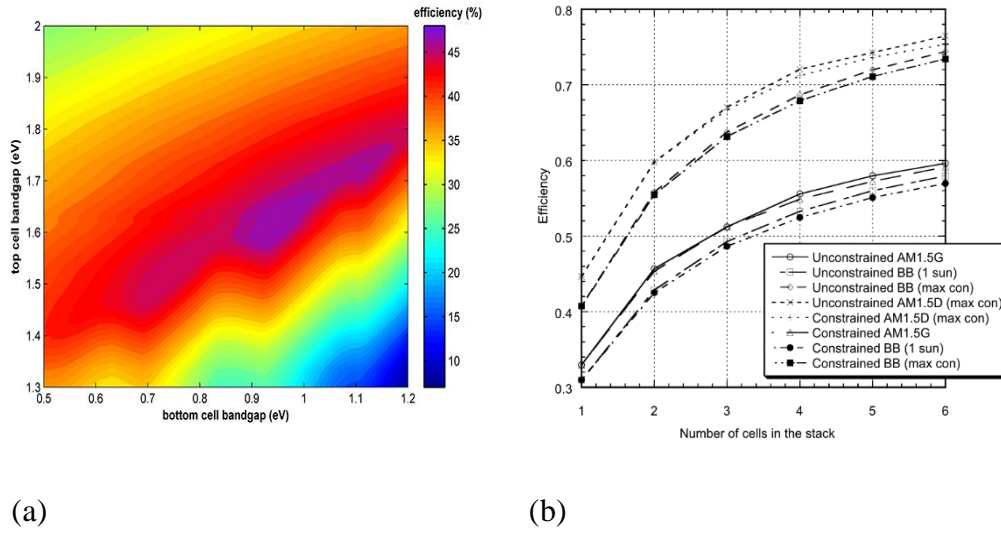 efficiency (%)
2
1.9
1.8
1.7
1.6
1.5
1.4
1.3
top cell bandgap (eV)
0.5 0.6 0.7 0.8 0.9 1 1.1 1.2
bottom cell bandgap (eV)
45
40
35
30
25
20
15
10
(a)
0.8
0.7
0.6
0.5
0.4
0.3
Efficiency
1 2 3 4 5 6
Number of cells in the stack
Unconstrained AM1.5G
Unconstrained BB (1 sun)
Unconstrained BB (max con)
Unconstrained AM1.5D (max con)
Constrained AM1.5D (max con)
Constrained AM1.5G
Constrained BB (1 sun)
Constrained BB (max con)
(b)